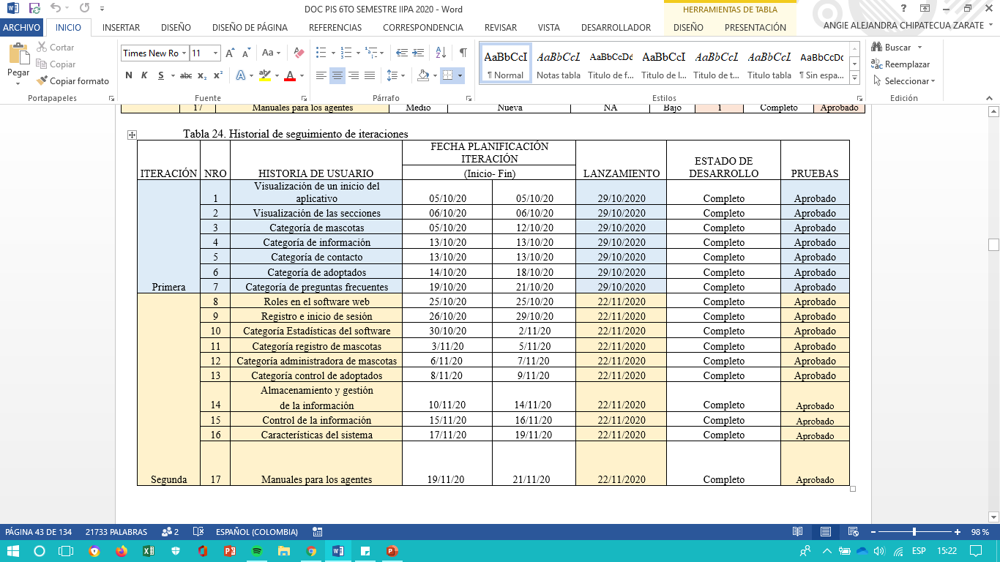 DOC PIS 6TO SEMESTRE IIPA 2020 - Word
HERRAMIENTAS DE TABLA
ARCHIVO INICIO INSERTAR DISEÑO DISEÑO DE PÁGINA REFERENCIAS CORRESPONDENCIA REVISAR VISTA DESARROLLADOR DISEÑO PRESENTACIÓN ANGIE ALEJANDRA CHIPATECUA ZARATE
Pegar
Cortar
Copiar
Copiar formato
Portapapeles
Times New Ro 11
N K S abc x₂ x²
Fuente
Párrafo
AaBbCcI AaBbCcI AaBbCcDc AaBbCcI AaBbCcI AaBbCcI AaBbCcDc
¶ Normal Notas tabla Titulo de f... Titulo de l... Titulo de t... Titulo tabla ¶ Sin espa...
Estilos
Buscar
Reemplazar
Seleccionar
Edición
17 Manuales para los agentes Medio Nueva NA Bajo 1 Completo Aprobado
Tabla 24. Historial de seguimiento de iteraciones
ITERACIÓN NRO HISTORIA DE USUARIO FECHA PLANIFICACIÓN ITERACIÓN (Inicio- Fin) LANZAMIENTO ESTADO DE DESARROLLO PRUEBAS
Primera
1 Visualización de un inicio del aplicativo 05/10/20 05/10/20 29/10/2020 Completo Aprobado
2 Visualización de las secciones 06/10/20 06/10/20 29/10/2020 Completo Aprobado
3 Categoría de mascotas 05/10/20 12/10/20 29/10/2020 Completo Aprobado
4 Categoría de información 13/10/20 13/10/20 29/10/2020 Completo Aprobado
5 Categoría de contacto 13/10/20 13/10/20 29/10/2020 Completo Aprobado
6 Categoría de adoptados 14/10/20 18/10/20 29/10/2020 Completo Aprobado
7 Categoría de preguntas frecuentes 19/10/20 21/10/20 29/10/2020 Completo Aprobado
Segunda
8 Roles en el software web 25/10/20 25/10/20 22/11/2020 Completo Aprobado
9 Registro e inicio de sesión 26/10/20 29/10/20 22/11/2020 Completo Aprobado
10 Categoría Estadísticas del software 30/10/20 2/11/20 22/11/2020 Completo Aprobado
11 Categoría registro de mascotas 3/11/20 5/11/20 22/11/2020 Completo Aprobado
12 Categoría administradora de mascotas 6/11/20 7/11/20 22/11/2020 Completo Aprobado
13 Categoría control de adoptados 8/11/20 9/11/20 22/11/2020 Completo Aprobado
14 Almacenamiento y gestión de la información 10/11/20 14/11/20 22/11/2020 Completo Aprobado
15 Control de la información 15/11/20 16/11/20 22/11/2020 Completo Aprobado
16 Características del sistema 17/11/20 19/11/20 22/11/2020 Completo Aprobado
17 Manuales para los agentes 19/11/20 21/11/20 22/11/2020 Completo Aprobado
PÁGINA 43 DE 134 21733 PALABRAS 2 ESPAÑOL (COLOMBIA) 98 %
ESP 15:22